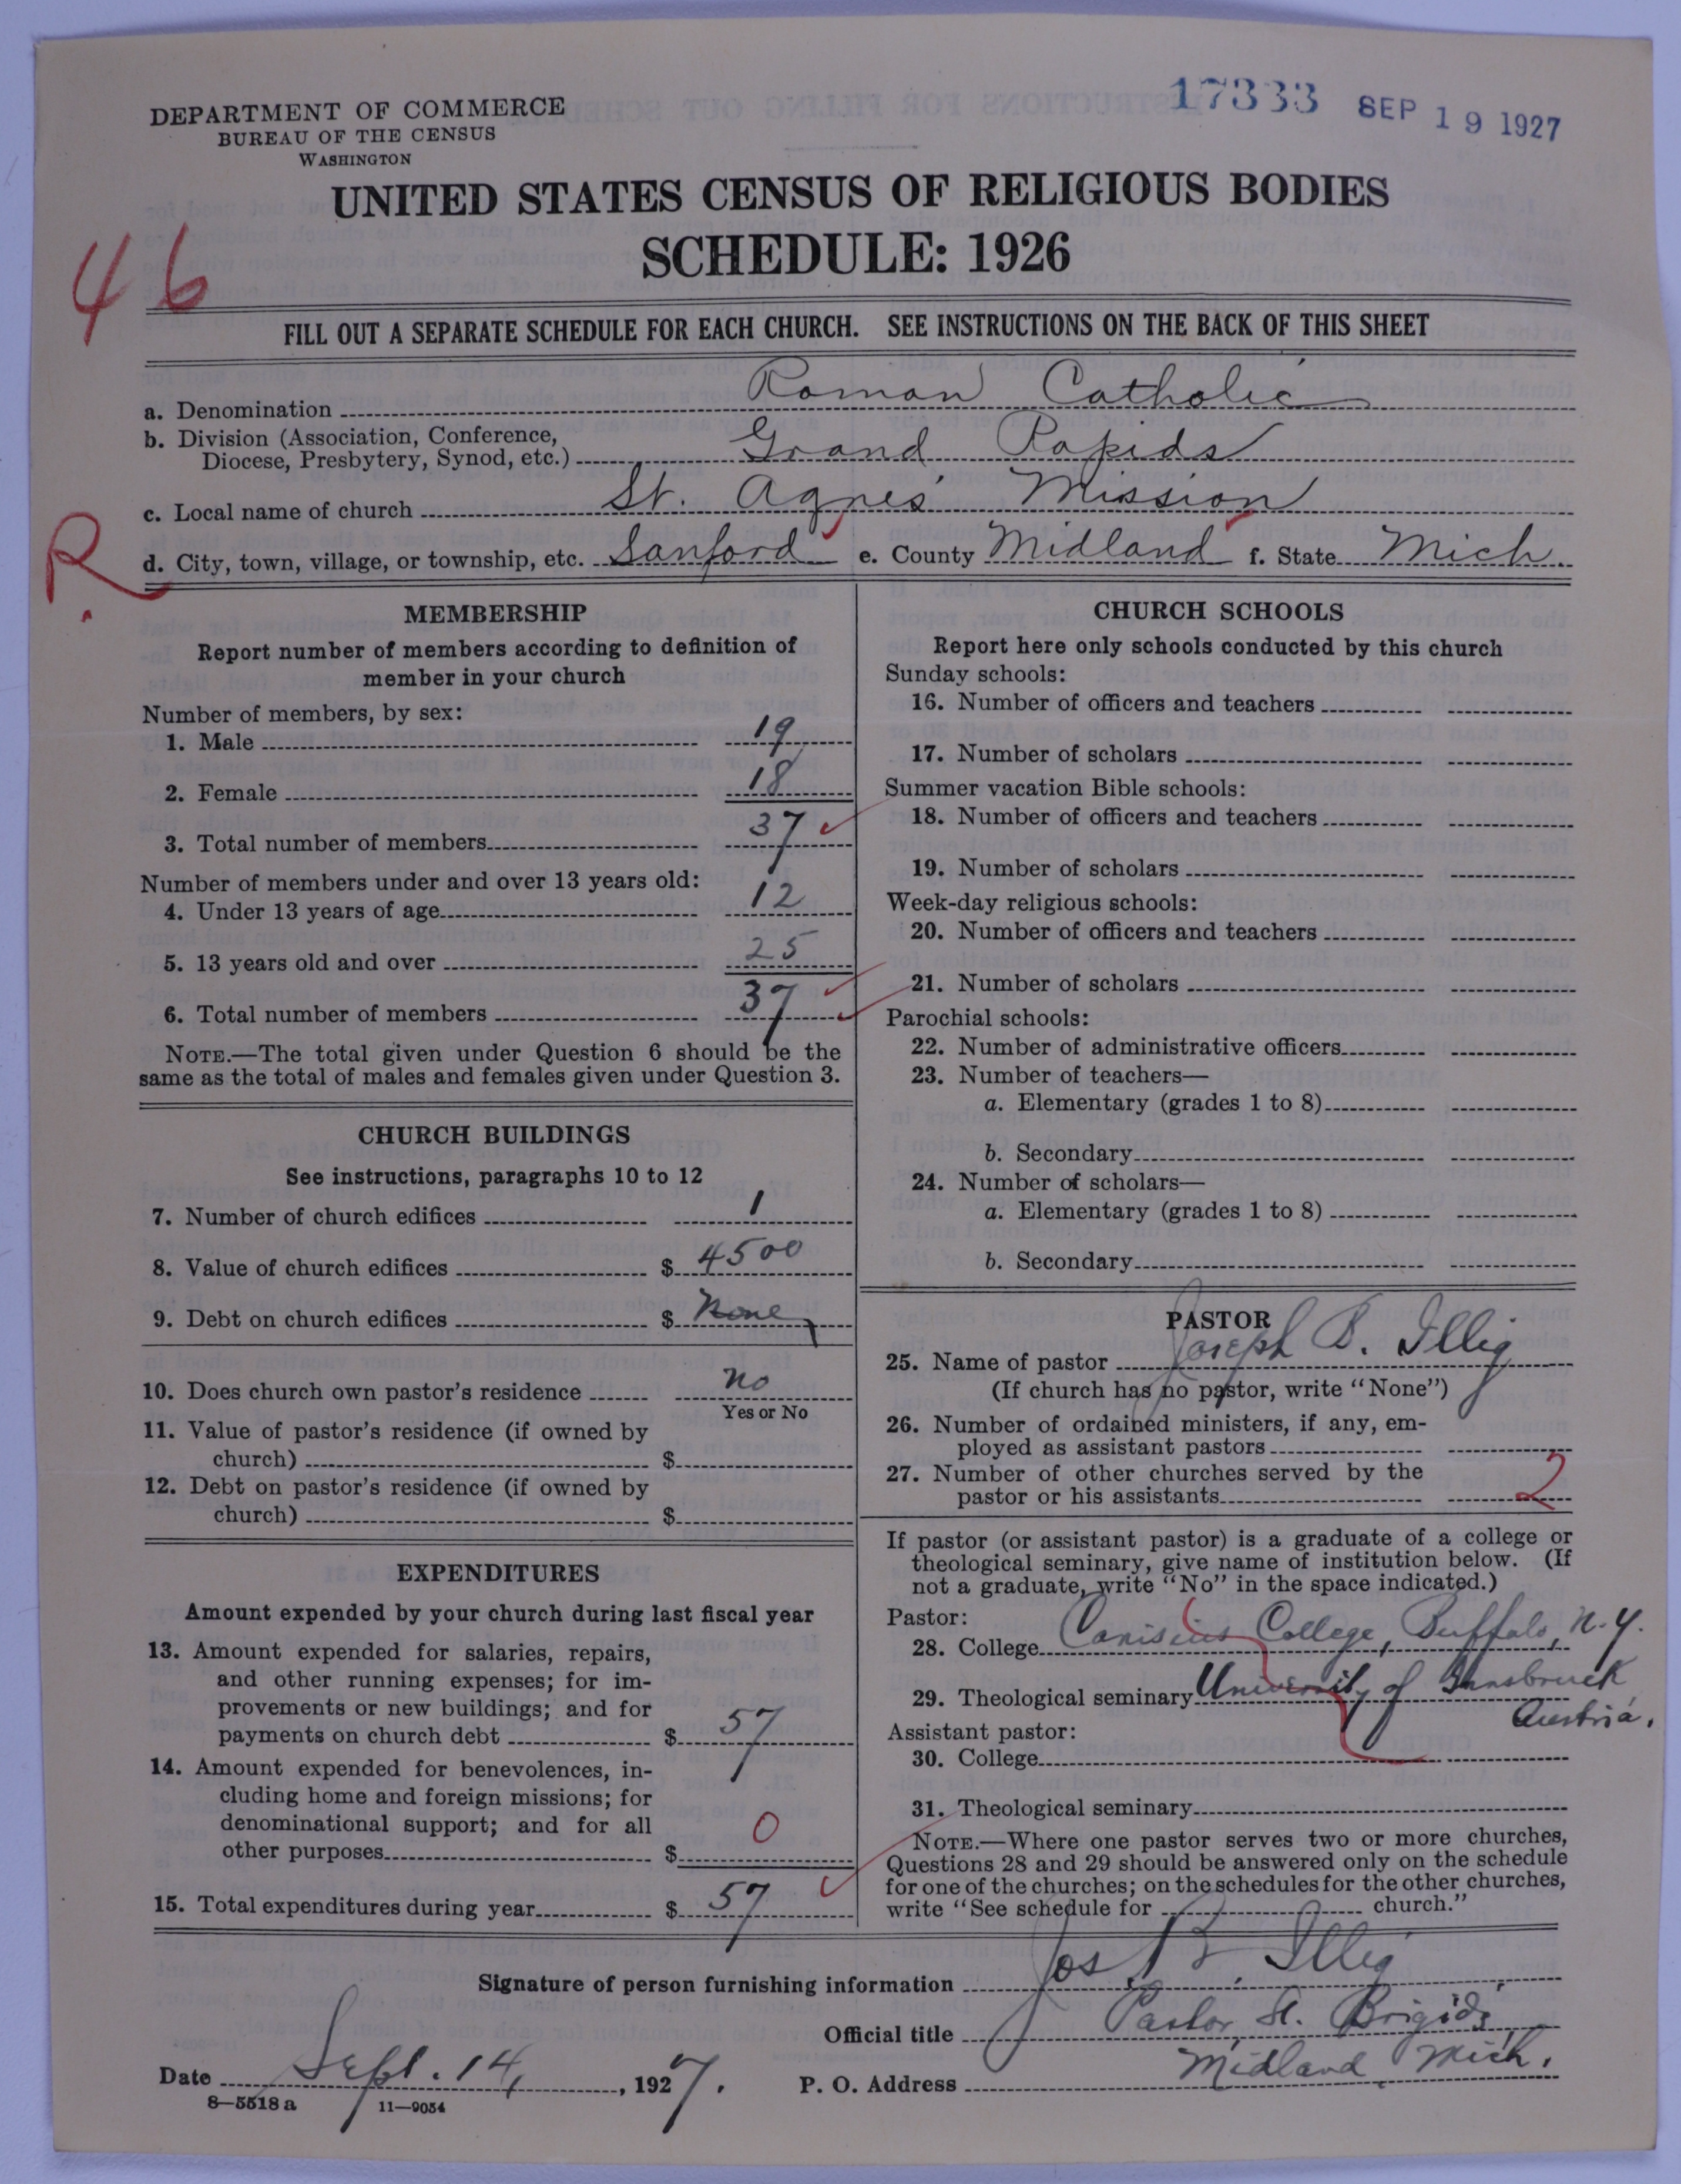 17333 SEP 19 1927
DEPARTMENT OF COMMERCE
BUREAU OF THE CENSUS
WASHINGTON
UNITED STATES CENSUS OF RELIGIOUS BODIES
SCHEDULE: 1926
46
FILL OUT A SEPARATE SCHEDULE FOR EACH CHURCH. SEE INSTRUCTIONS ON THE BACK OF THIS SHEET
a. Denomination Roman Catholic
b. Division (Association, Conference,
Diocese, Presbytery, Synod, etc.) Grand Rapids
c. Local name of church St. Agnes' Mission
R.
d. City, town, village, or township, etc. Sanford e. County Midland f. State Mich.
MEMBERSHIP
Report number of members according to definition of
member in your church
Number of members, by sex:
1. Male 19
2. Female 18
3. Total number of members 37
Number of members under and over 13 years old:
4. Under 13 years of age 12
5. 13 years old and over 25
6. Total number of members 37
NOTE.—The total given under Question 6 should be the
same as the total of males and females given under Question 3.
CHURCH BUILDINGS
See instructions, paragraphs 10 to 12
7. Number of church edifices 1
8. Value of church edifices $ 4500
9. Debt on church edifices $ None
10. Does church own pastor's residence no
Yes or No
11. Value of pastor's residence (if owned by
church) $
12. Debt on pastor's residence (if owned by
church) $
EXPENDITURES
Amount expended by your church during last fiscal year
13. Amount expended for salaries, repairs,
and other running expenses; for im-
provements or new buildings; and for
payments on church debt $ 57
14. Amount expended for benevolences, in-
cluding home and foreign missions; for
denominational support; and for all
other purposes $ 0
15. Total expenditures during year $ 57
CHURCH SCHOOLS
Report here only schools conducted by this church
Sunday schools:
16. Number of officers and teachers
17. Number of scholars
Summer vacation Bible schools:
18. Number of officers and teachers
19. Number of scholars
Week-day religious schools:
20. Number of officers and teachers
21. Number of scholars
Parochial schools:
22. Number of administrative officers
23. Number of teachers—
a. Elementary (grades 1 to 8)
b. Secondary
24. Number of scholars—
a. Elementary (grades 1 to 8)
b. Secondary
PASTOR
25. Name of pastor Joseph B. Illig
(If church has no pastor, write "None")
26. Number of ordained ministers, if any, em-
ployed as assistant pastors
27. Number of other churches served by the
pastor or his assistants 2
If pastor (or assistant pastor) is a graduate of a college or
theological seminary, give name of institution below. (If
not a graduate, write "No" in the space indicated.)
Pastor:
28. College Canisius College, Buffalo, N.Y.
29. Theological seminary University of Innsbruck
Austria.
Assistant pastor:
30. College
31. Theological seminary
NOTE.—Where one pastor serves two or more churches,
Questions 28 and 29 should be answered only on the schedule
for one of the churches; on the schedules for the other churches,
write "See schedule for church."
Signature of person furnishing information Jos. B. Illig
Official title Pastor, St. Brigid's
Date Sept. 14, 1927. P. O. Address Midland, Mich.
8—5518 a 11—9054